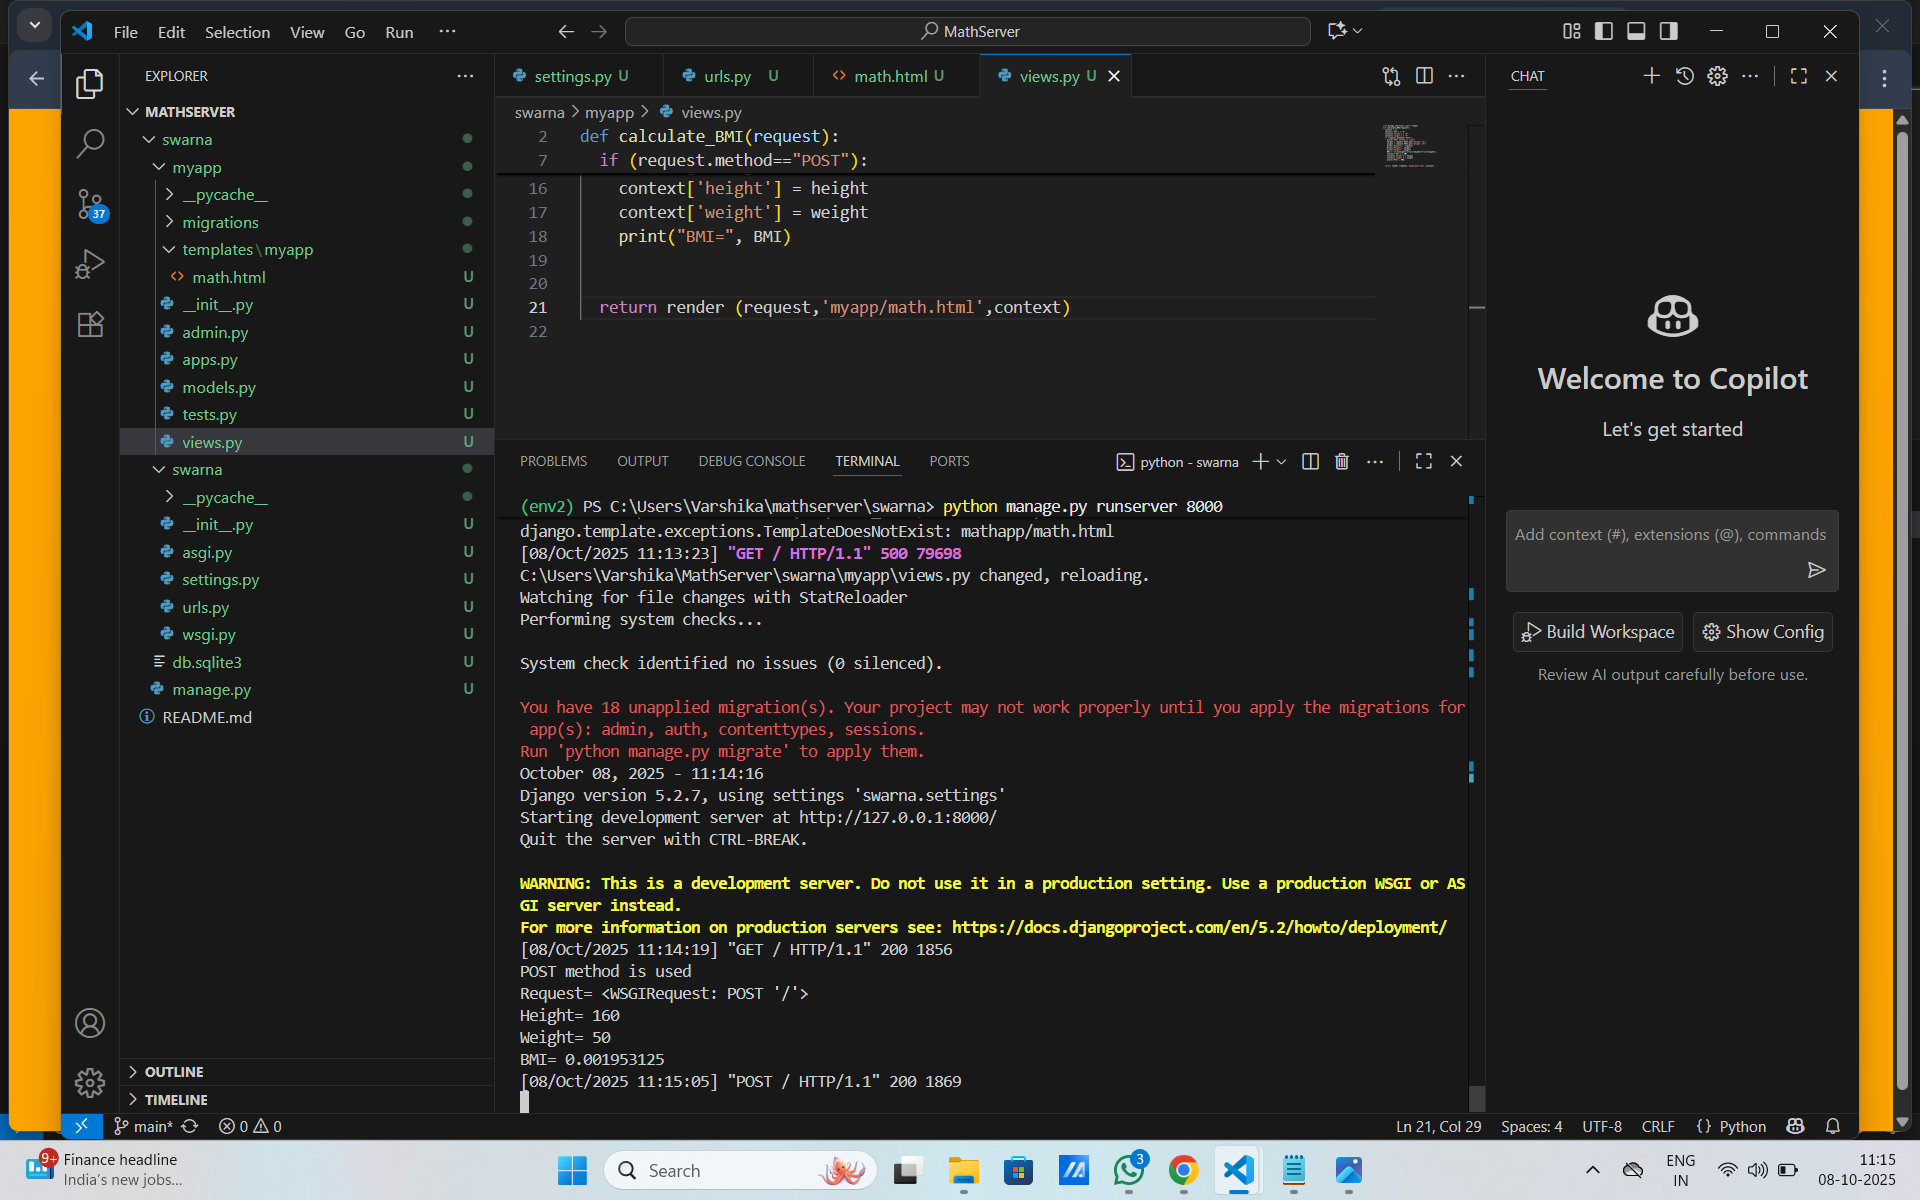 File Edit Selection View Go Run ···
MathServer
EXPLORER
MATHSERVER
swarna
myapp
__pycache__
migrations
templates\myapp
math.html U
__init__.py U
admin.py U
apps.py U
models.py U
tests.py U
views.py U
swarna
__pycache__
__init__.py U
asgi.py U
settings.py U
urls.py U
wsgi.py U
db.sqlite3 U
manage.py U
README.md
OUTLINE
TIMELINE
37
settings.py U urls.py U math.html U views.py U
swarna > myapp > views.py
2 def calculate_BMI(request):
7 if (request.method=="POST"):
16 context['height'] = height
17 context['weight'] = weight
18 print("BMI=", BMI)
19
20
21 return render (request,'myapp/math.html',context)
22
PROBLEMS OUTPUT DEBUG CONSOLE TERMINAL PORTS
python - swarna
(env2) PS C:\Users\Varshika\mathserver\swarna> python manage.py runserver 8000
django.template.exceptions.TemplateDoesNotExist: mathapp/math.html
[08/Oct/2025 11:13:23] "GET / HTTP/1.1" 500 79698
C:\Users\Varshika\MathServer\swarna\myapp\views.py changed, reloading.
Watching for file changes with StatReloader
Performing system checks...
System check identified no issues (0 silenced).
You have 18 unapplied migration(s). Your project may not work properly until you apply the migrations for
app(s): admin, auth, contenttypes, sessions.
Run 'python manage.py migrate' to apply them.
October 08, 2025 - 11:14:16
Django version 5.2.7, using settings 'swarna.settings'
Starting development server at http://127.0.0.1:8000/
Quit the server with CTRL-BREAK.
WARNING: This is a development server. Do not use it in a production setting. Use a production WSGI or AS
GI server instead.
For more information on production servers see: https://docs.djangoproject.com/en/5.2/howto/deployment/
[08/Oct/2025 11:14:19] "GET / HTTP/1.1" 200 1856
POST method is used
Request= <WSGIRequest: POST '/'>
Height= 160
Weight= 50
BMI= 0.001953125
[08/Oct/2025 11:15:05] "POST / HTTP/1.1" 200 1869
CHAT
Welcome to Copilot
Let's get started
Add context (#), extensions (@), commands
Build Workspace Show Config
Review AI output carefully before use.
main* 0 0
Ln 21, Col 29 Spaces: 4 UTF-8 CRLF {} Python
9+
Finance headline
India's new jobs...
Search
3
ENG
IN
11:15
08-10-2025